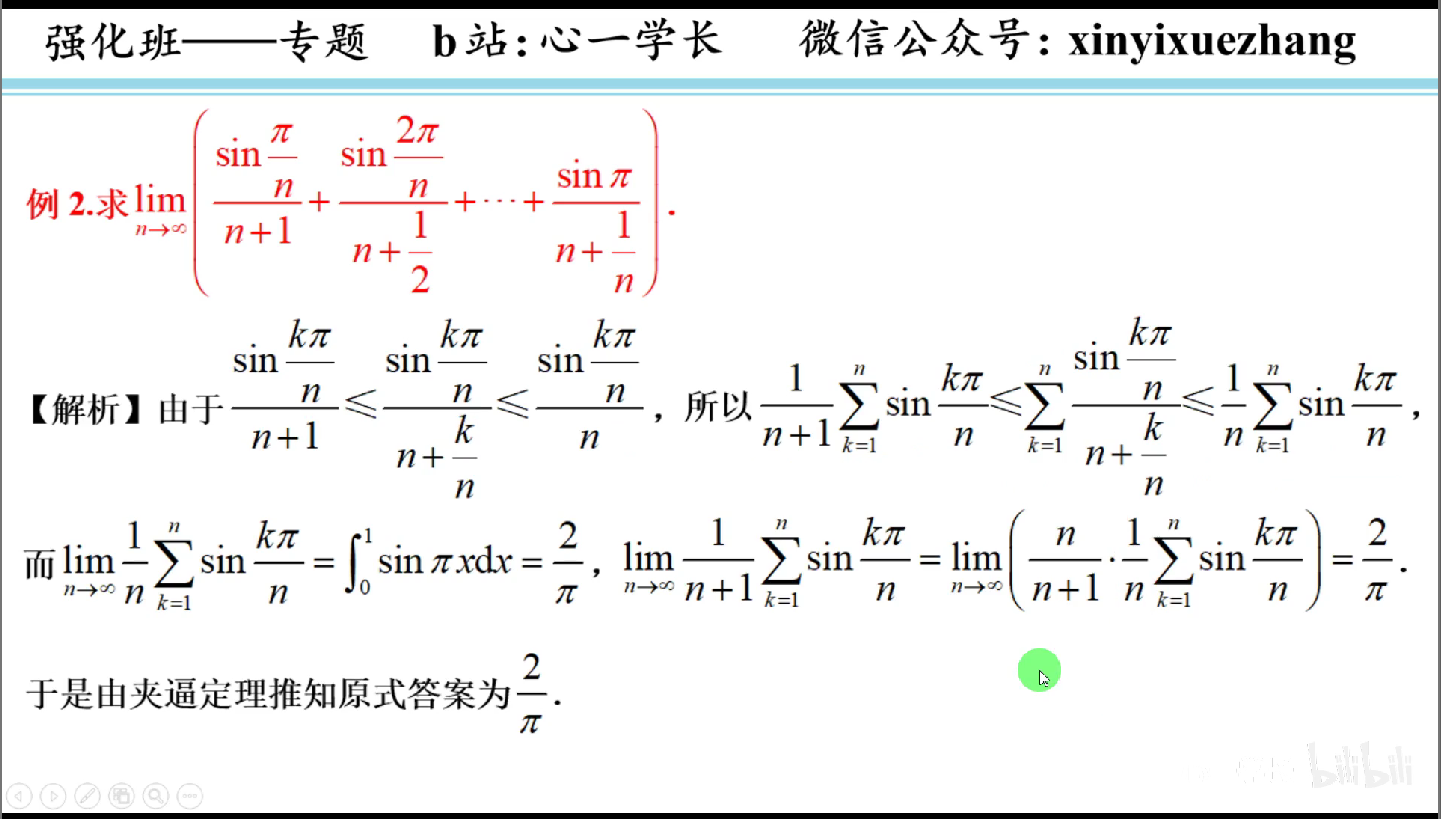 强化班——专题 b站:心一学长 微信公众号: xinyixuezhang
例 2.求 $\lim_{n\to\infty}\left(\frac{\sin\frac{\pi}{n}}{n+1}+\frac{\sin\frac{2\pi}{n}}{n+\frac{1}{2}}+\cdots+\frac{\sin\pi}{n+\frac{1}{n}}\right)$.
【解析】由于 $\frac{\sin\frac{k\pi}{n}}{n+1}\leq\frac{\sin\frac{k\pi}{n}}{n+\frac{k}{n}}\leq\frac{\sin\frac{k\pi}{n}}{n}$，所以 $\frac{1}{n+1}\sum_{k=1}^{n}\sin\frac{k\pi}{n}\leq\sum_{k=1}^{n}\frac{\sin\frac{k\pi}{n}}{n+\frac{k}{n}}\leq\frac{1}{n}\sum_{k=1}^{n}\sin\frac{k\pi}{n}$，
而 $\lim_{n\to\infty}\frac{1}{n}\sum_{k=1}^{n}\sin\frac{k\pi}{n}=\int_{0}^{1}\sin\pi x\mathrm{d}x=\frac{2}{\pi}$，$\lim_{n\to\infty}\frac{1}{n+1}\sum_{k=1}^{n}\sin\frac{k\pi}{n}=\lim_{n\to\infty}\left(\frac{n}{n+1}\cdot\frac{1}{n}\sum_{k=1}^{n}\sin\frac{k\pi}{n}\right)=\frac{2}{\pi}$.
于是由夹逼定理推知原式答案为 $\frac{2}{\pi}$.
bilibili